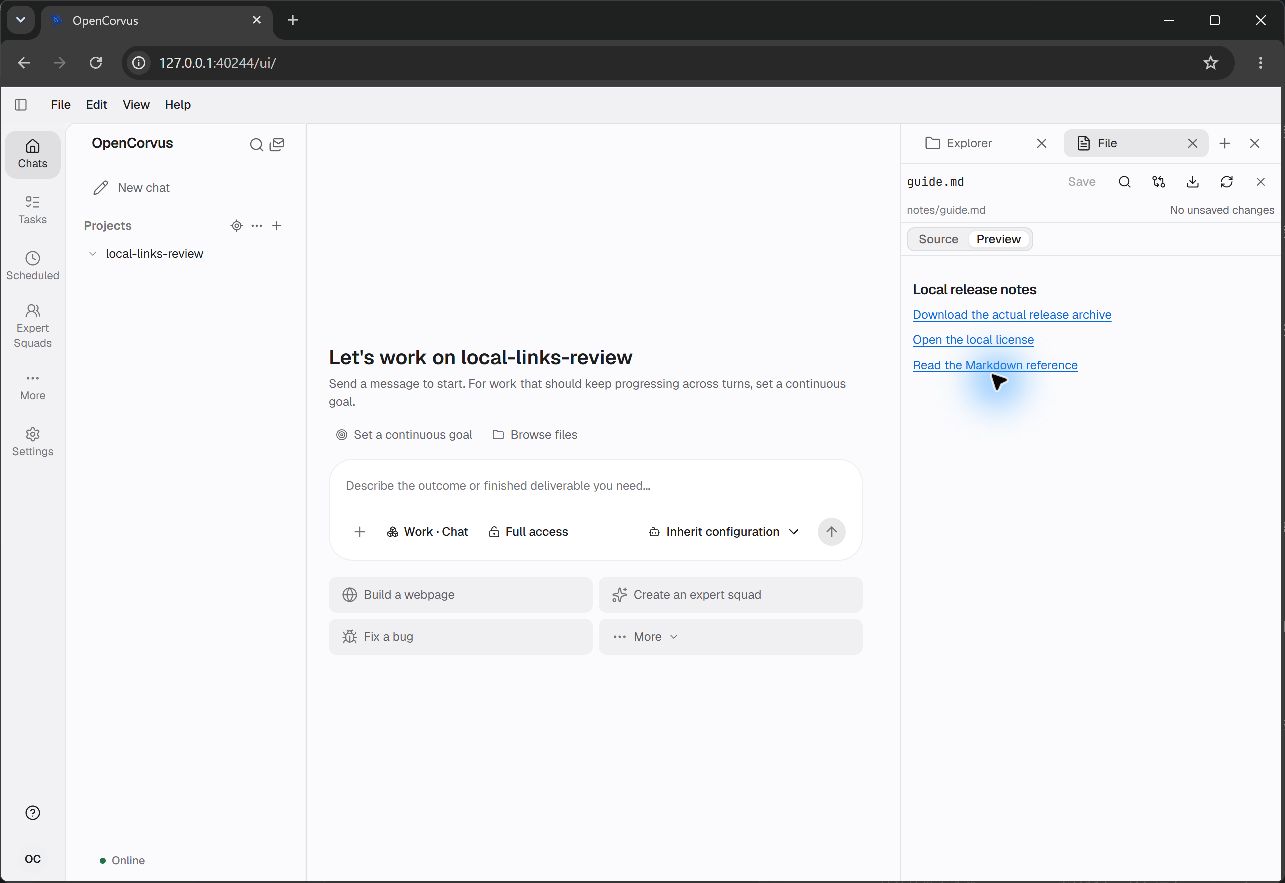 OpenCorvus
127.0.0.1:40244/ui/
File Edit View Help
Chats
Tasks
Scheduled
Expert
Squads
More
Settings
OC
OpenCorvus
New chat
Projects
local-links-review
Online
Let's work on local-links-review
Send a message to start. For work that should keep progressing across turns, set a continuous
goal.
Set a continuous goal Browse files
Describe the outcome or finished deliverable you need...
Work · Chat Full access Inherit configuration
Build a webpage Create an expert squad
Fix a bug More
Explorer File
guide.md Save
notes/guide.md No unsaved changes
Source Preview
Local release notes
Download the actual release archive
Open the local license
Read the Markdown reference